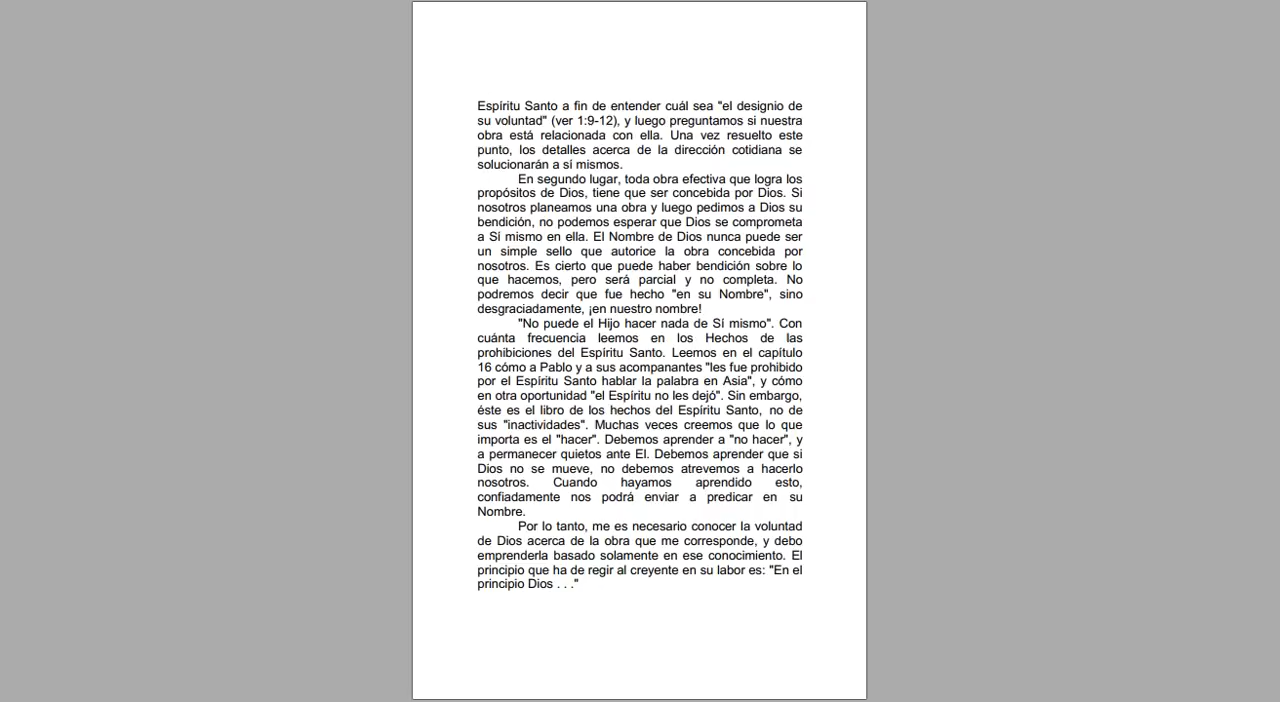 Espíritu Santo a fin de entender cuál sea "el designio de
su voluntad" (ver 1:9-12), y luego preguntamos si nuestra
obra está relacionada con ella. Una vez resuelto este
punto, los detalles acerca de la dirección cotidiana se
solucionarán a sí mismos.
En segundo lugar, toda obra efectiva que logra los
propósitos de Dios, tiene que ser concebida por Dios. Si
nosotros planeamos una obra y luego pedimos a Dios su
bendición, no podemos esperar que Dios se comprometa
a Sí mismo en ella. El Nombre de Dios nunca puede ser
un simple sello que autorice la obra concebida por
nosotros. Es cierto que puede haber bendición sobre lo
que hacemos, pero será parcial y no completa. No
podremos decir que fue hecho "en su Nombre", sino
desgraciadamente, ¡en nuestro nombre!
"No puede el Hijo hacer nada de Sí mismo". Con
cuánta frecuencia leemos en los Hechos de las
prohibiciones del Espíritu Santo. Leemos en el capítulo
16 cómo a Pablo y a sus acompanantes "les fue prohibido
por el Espíritu Santo hablar la palabra en Asia", y cómo
en otra oportunidad "el Espíritu no les dejó". Sin embargo,
éste es el libro de los hechos del Espíritu Santo, no de
sus "inactividades". Muchas veces creemos que lo que
importa es el "hacer". Debemos aprender a "no hacer", y
a permanecer quietos ante El. Debemos aprender que si
Dios no se mueve, no debemos atrevemos a hacerlo
nosotros. Cuando hayamos aprendido esto,
confiadamente nos podrá enviar a predicar en su
Nombre.
Por lo tanto, me es necesario conocer la voluntad
de Dios acerca de la obra que me corresponde, y debo
emprenderla basado solamente en ese conocimiento. El
principio que ha de regir al creyente en su labor es: "En el
principio Dios . . ."